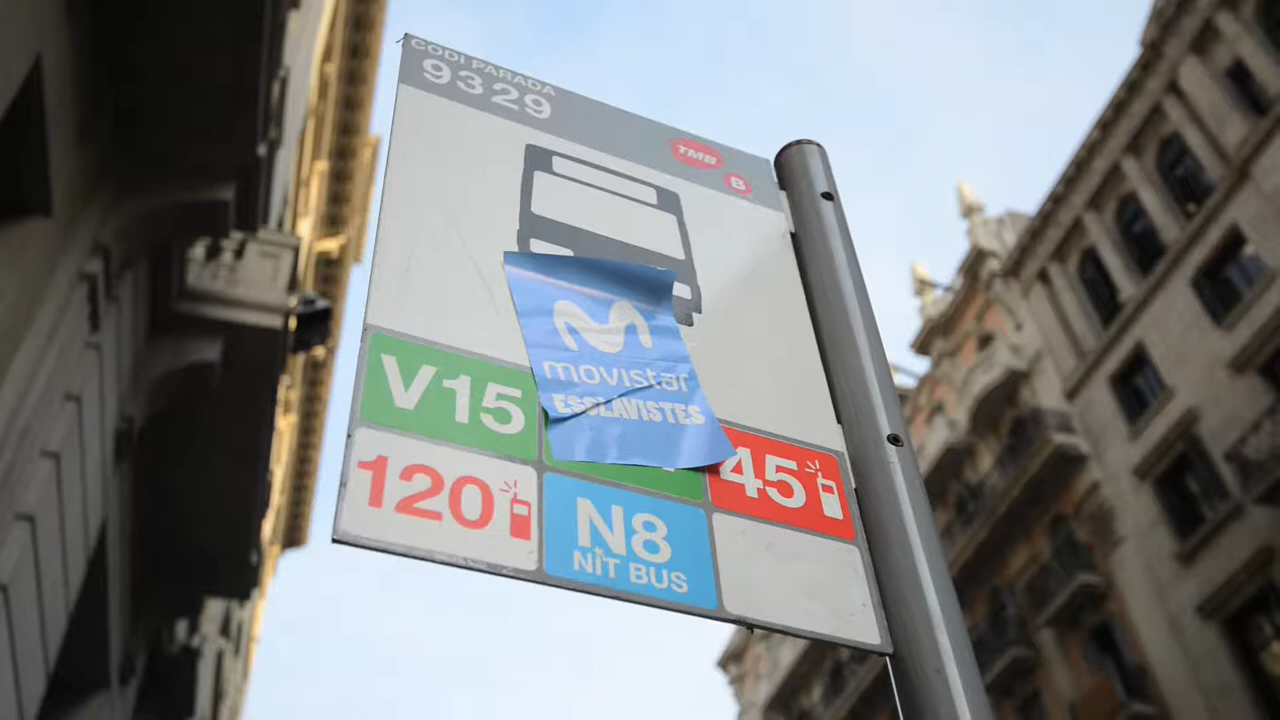 CODI PARADA
9329
TMB
B
movistar
ESCLAVISTES
V15
45
120
N8
NIT BUS